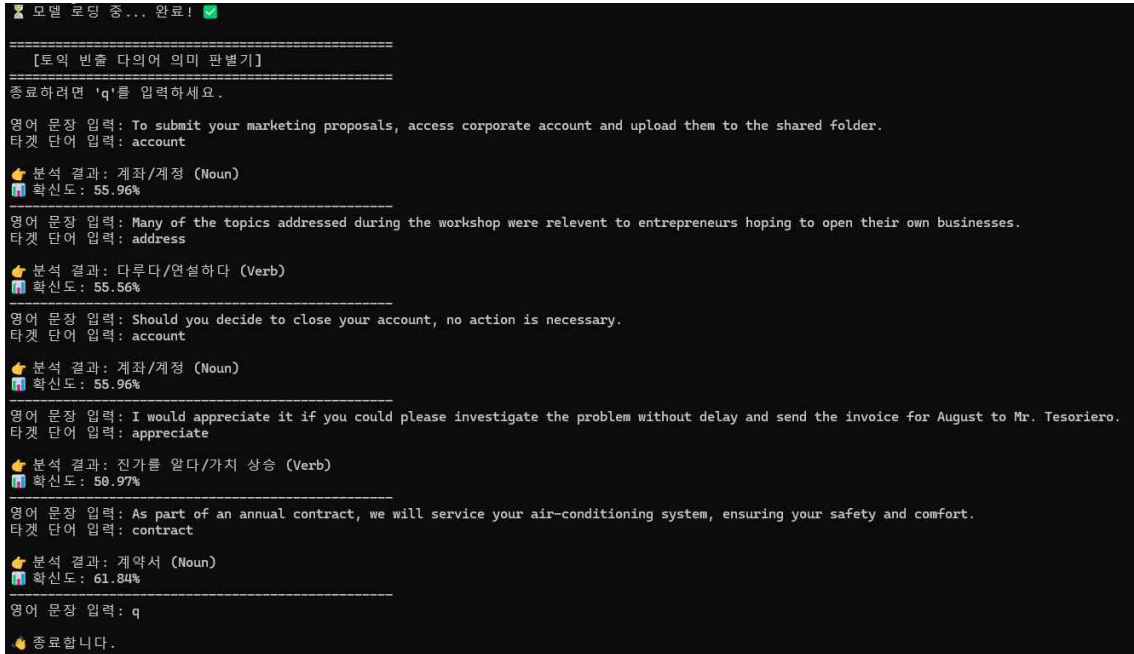 ⏳ 모델 로딩 중... 완료! ✅
==================================================
[토익 빈출 다의어 의미 판별기]
==================================================
종료하려면 'q'를 입력하세요.
영어 문장 입력: To submit your marketing proposals, access corporate account and upload them to the shared folder.
타겟 단어 입력: account
👉 분석 결과: 계좌/계정 (Noun)
📊 확신도: 55.96%
--------------------------------------------------
영어 문장 입력: Many of the topics addressed during the workshop were relevent to entrepreneurs hoping to open their own businesses.
타겟 단어 입력: address
👉 분석 결과: 다루다/연설하다 (Verb)
📊 확신도: 55.56%
--------------------------------------------------
영어 문장 입력: Should you decide to close your account, no action is necessary.
타겟 단어 입력: account
👉 분석 결과: 계좌/계정 (Noun)
📊 확신도: 55.96%
--------------------------------------------------
영어 문장 입력: I would appreciate it if you could please investigate the problem without delay and send the invoice for August to Mr. Tesoriero.
타겟 단어 입력: appreciate
👉 분석 결과: 진가를 알다/가치 상승 (Verb)
📊 확신도: 50.97%
--------------------------------------------------
영어 문장 입력: As part of an annual contract, we will service your air-conditioning system, ensuring your safety and comfort.
타겟 단어 입력: contract
👉 분석 결과: 계약서 (Noun)
📊 확신도: 61.84%
--------------------------------------------------
영어 문장 입력: q
👋 종료합니다.